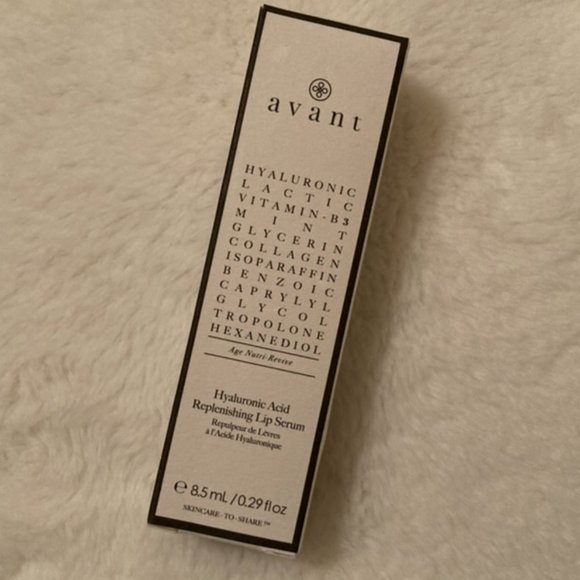 avant
HYALURONIC
LACTIC
VITAMIN-B3
MINT
GLYCERIN
COLLAGEN
ISOPARAFFIN
BENZOIC
CAPRYLYL
GLYCOL
TROPOLONE
HEXANEDIOL
Age Nutri-Revive
Hyaluronic Acid
Replenishing Lip Serum
Repulpeur de Lèvres
à l'Acide Hyaluronique
℮ 8.5 mL / 0.29 fl oz
SKINCARE-TO-SHARE™